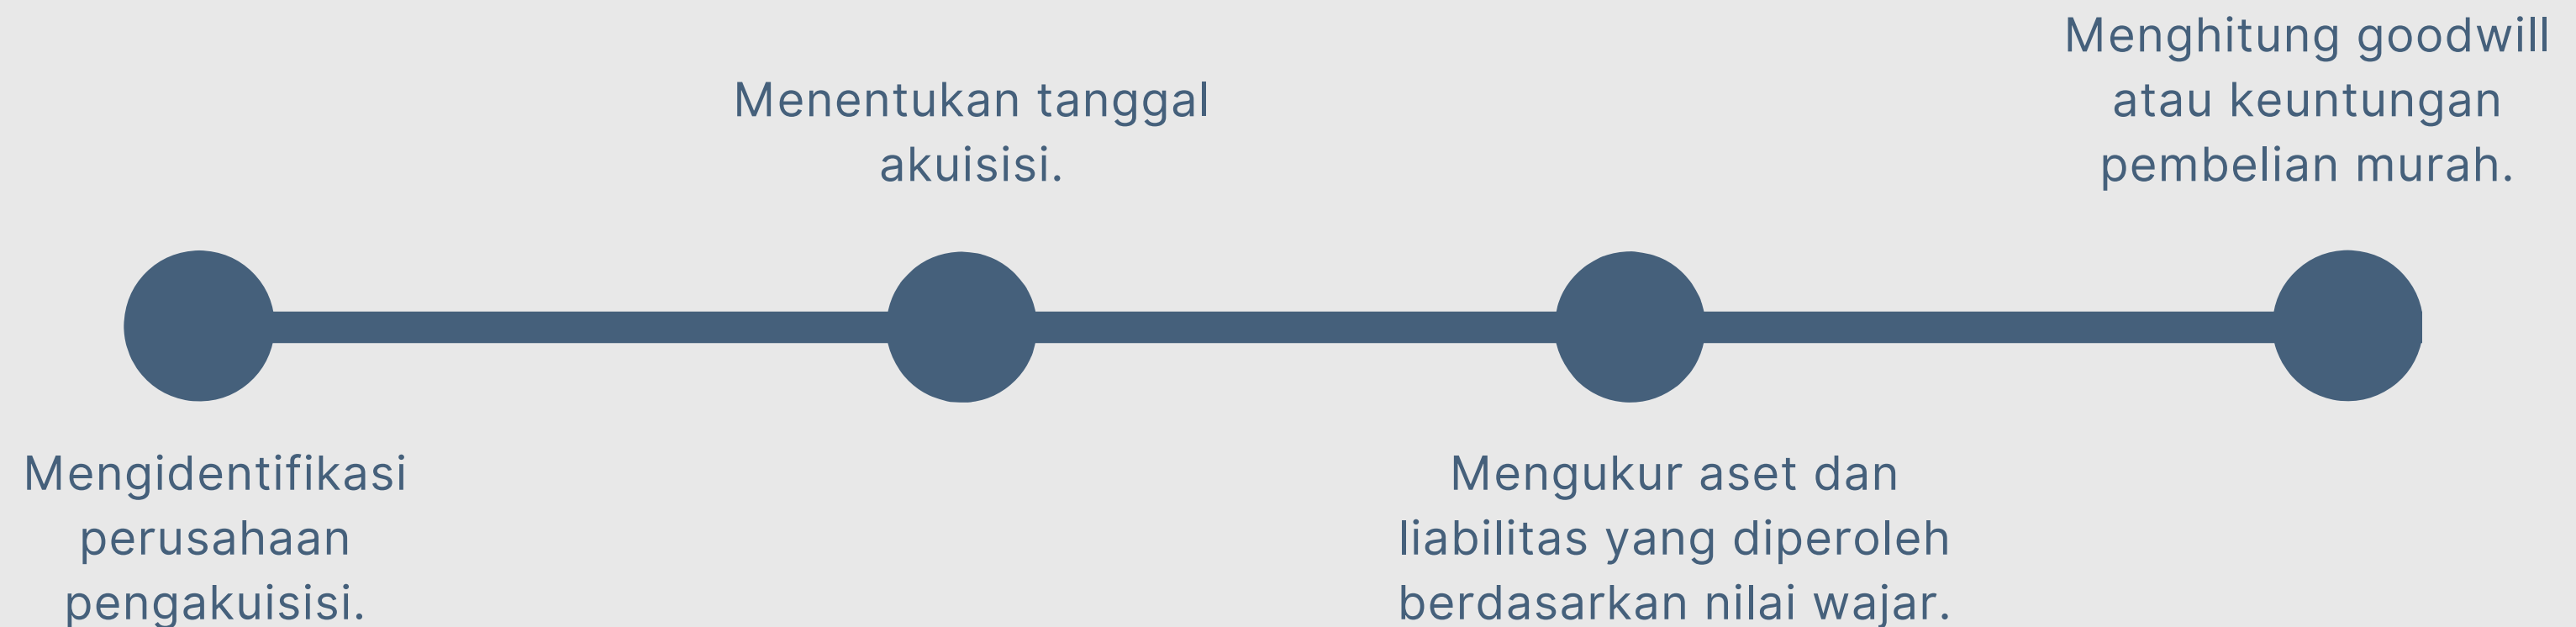 Mengidentifikasi
perusahaan
pengakuisisi.
Menentukan tanggal
akuisisi.
Mengukur aset dan
liabilitas yang diperoleh
berdasarkan nilai wajar.
Menghitung goodwill
atau keuntungan
pembelian murah.